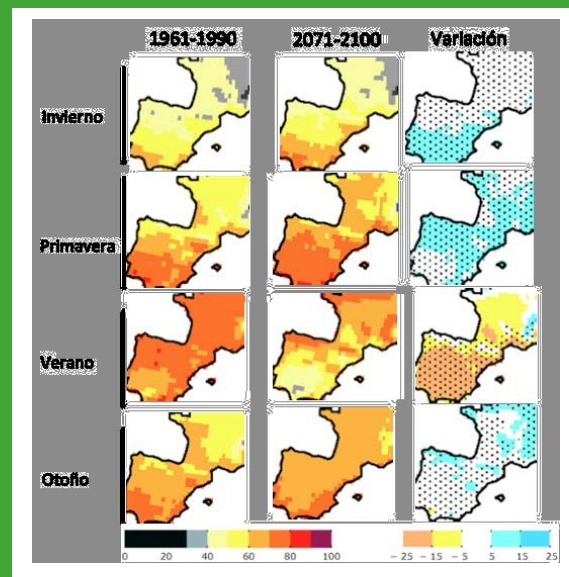 1961-1990 2071-2100 Variación
Invierno
Primavera
Verano
Otoño
0 20 40 60 80 100 -25 -15 -5 5 15 25